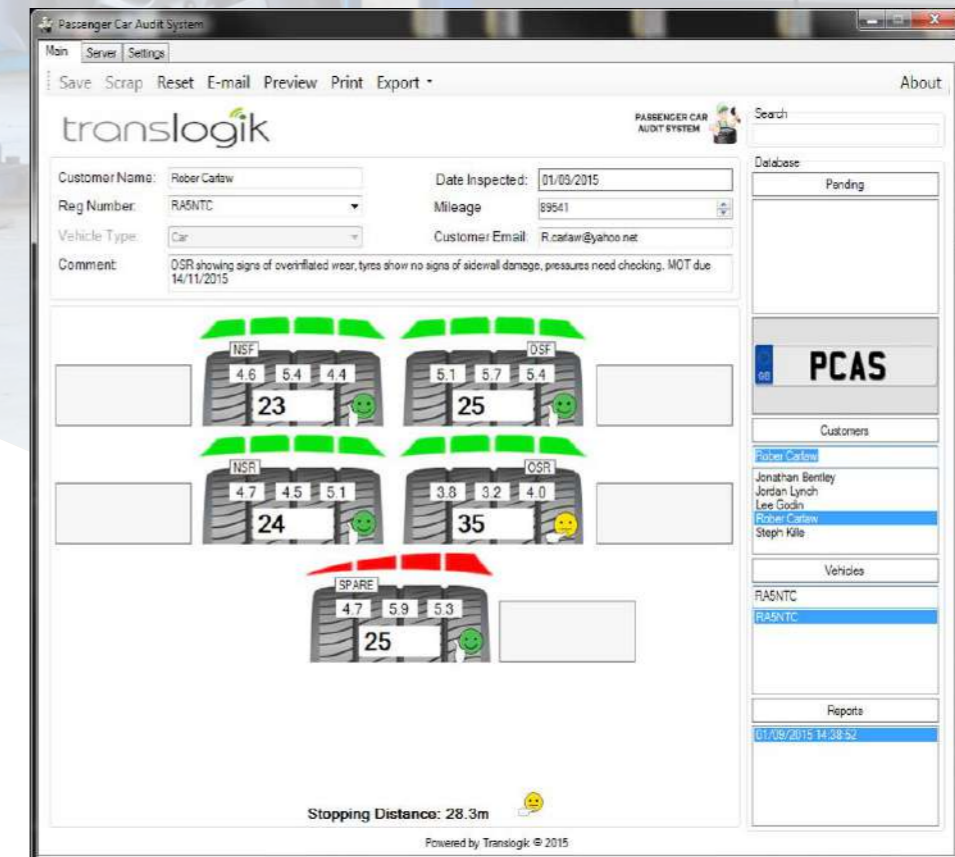 Passenger Car Audit System
Main Server Settings
Save Scrap Reset E-mail Preview Print Export About
translogik
PASSENGER CAR
AUDIT SYSTEM
Search
Customer Name: Rober Carlaw
Date Inspected: 01/09/2015
Reg Number: RA5NTC
Mileage 89541
Vehicle Type: Car
Customer Email: R.carlaw@yahoo.net
Comment: OSR showing signs of overinflated wear, tyres show no signs of sidewall damage, pressures need checking. MOT due
14/11/2015
Database
Pending
NSF
4.6 5.4 4.4
23
OSF
5.1 5.7 5.4
25
NSR
4.7 4.5 5.1
24
OSR
3.8 3.2 4.0
35
SPARE
4.7 5.9 5.3
25
Stopping Distance: 28.3m
GB PCAS
Customers
Rober Carlaw
Jonathan Bentley
Jordan Lynch
Lee Godin
Rober Carlaw
Steph Kille
Vehicles
RA5NTC
RA5NTC
Reports
01/09/2015 14:38:52
Powered by Translogik © 2015